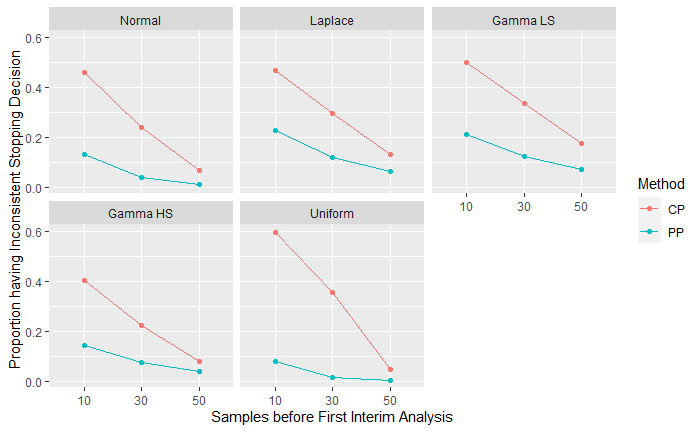 Normal
Laplace
Gamma LS
0.6
0.4
0.2
0.0
10 30 50
Gamma HS
Uniform
0.6
0.4
0.2
0.0
10 30 50
10 30 50
Samples before First Interim Analysis
Proportion having Inconsistent Stopping Decision
Method
CP
PP